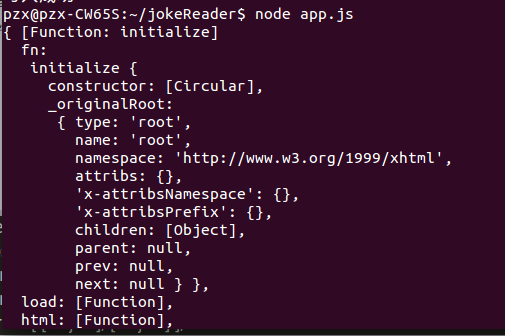 pzx@pzx-CW65S:~/jokeReader$ node app.js
{ [Function: initialize]
  fn:
   initialize {
     constructor: [Circular],
     _originalRoot:
      { type: 'root',
        name: 'root',
        namespace: 'http://www.w3.org/1999/xhtml',
        attribs: {},
        'x-attribsNamespace': {},
        'x-attribsPrefix': {},
        children: [Object],
        parent: null,
        prev: null,
        next: null } },
  load: [Function],
  html: [Function],